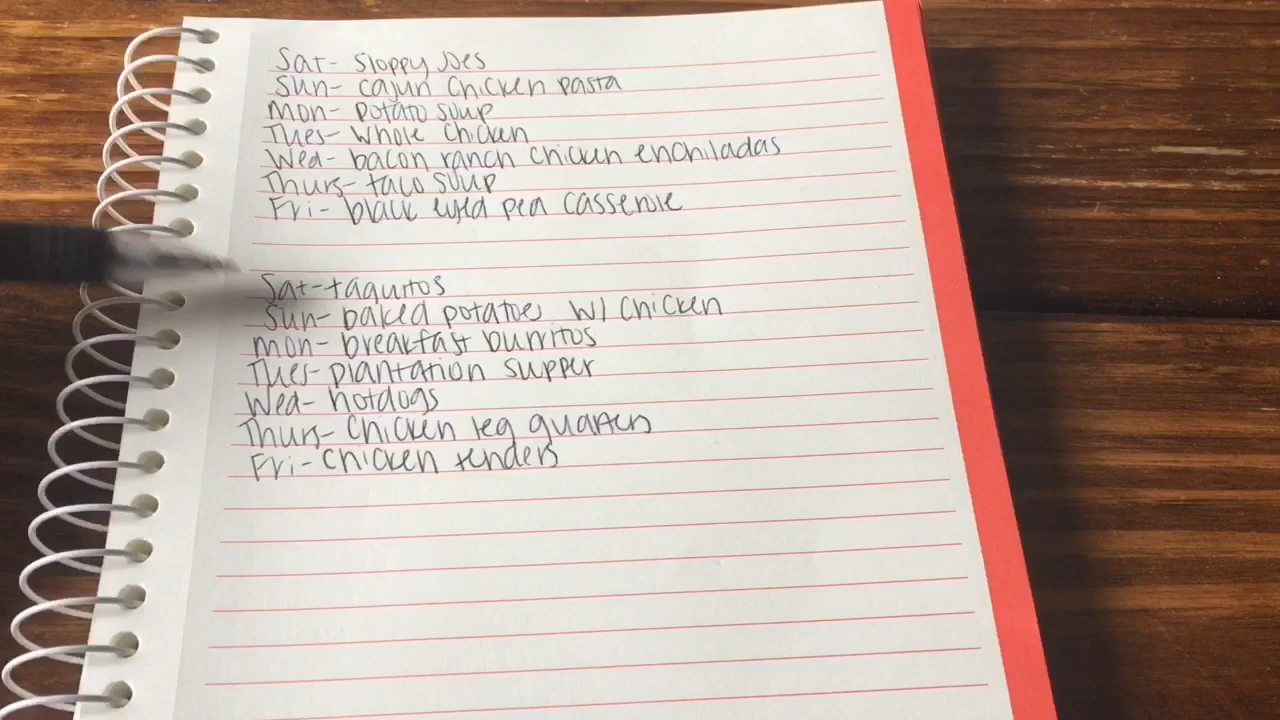 Sat- sloppy joes
Sun- cajun chicken pasta
Mon- potato soup
Tues- whole chicken
Wed- bacon ranch chicken enchiladas
Thurs- taco soup
Fri- black eyed pea casserole
Sat- taquitos
Sun- baked potatoes w/ chicken
Mon- breakfast burritos
Tues- plantation supper
Wed- hotdogs
Thurs- chicken leg quarters
Fri- chicken tenders